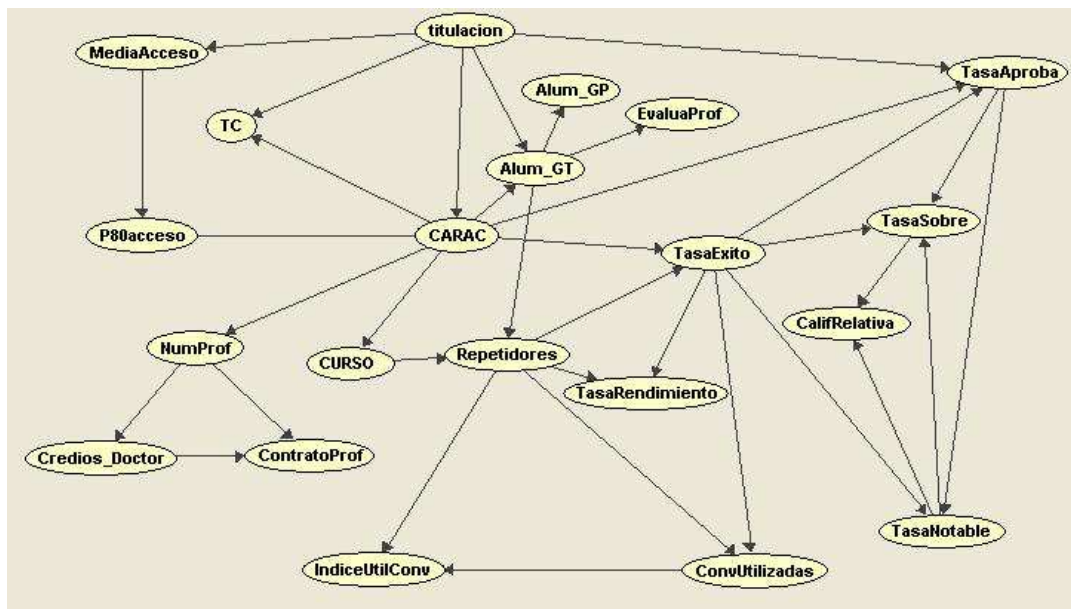 titulacion
MediaAcceso
TasaAproba
Alum_GP
EvaluaProf
TC
Alum_GT
TasaSobre
P80acceso
CARAC
TasaExito
CalifRelativa
NumProf
CURSO
Repetidores
TasaRendimiento
Credios_Doctor
ContratoProf
TasaNotable
IndiceUtilConv
ConvUtilizadas